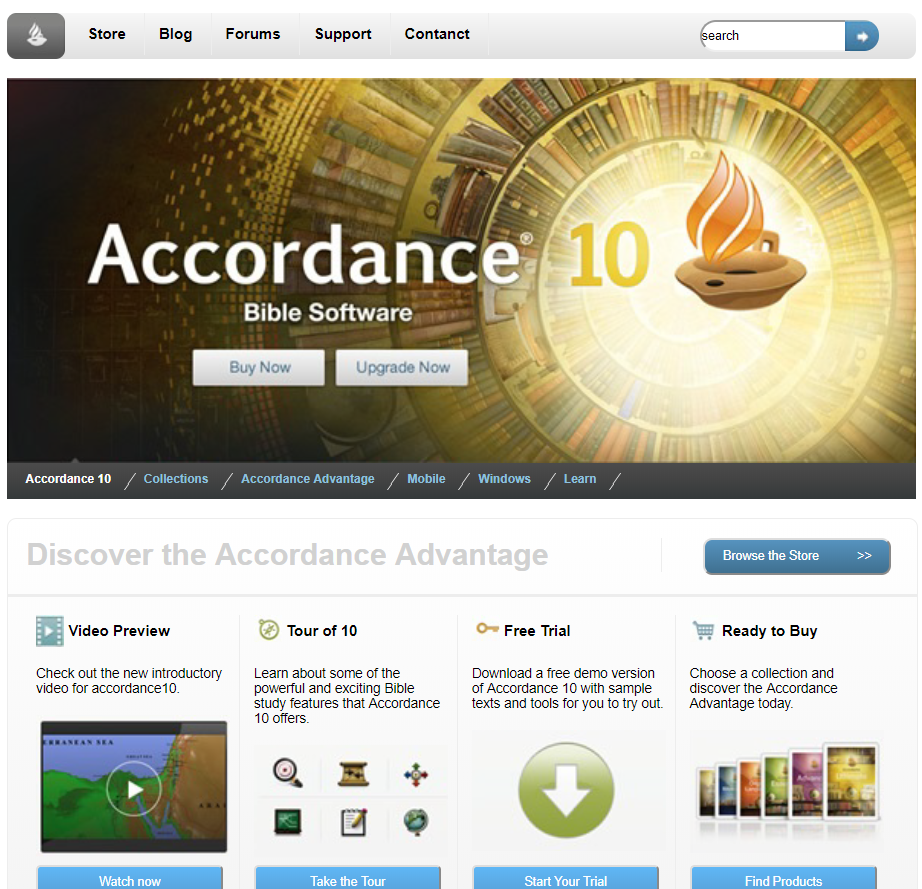 Store Blog Forums Support Contanct search
Accordance® 10
Bible Software
Buy Now Upgrade Now
Accordance 10 Collections Accordance Advantage Mobile Windows Learn
Discover the Accordance Advantage
Browse the Store >>
Video Preview
Check out the new introductory
video for accordance10.
ERRANEAN SEA
Watch now
Tour of 10
Learn about some of the
powerful and exciting Bible
study features that Accordance
10 offers.
Take the Tour
Free Trial
Download a free demo version
of Accordance 10 with sample
texts and tools for you to try out.
Start Your Trial
Ready to Buy
Choose a collection and
discover the Accordance
Advantage today.
Find Products